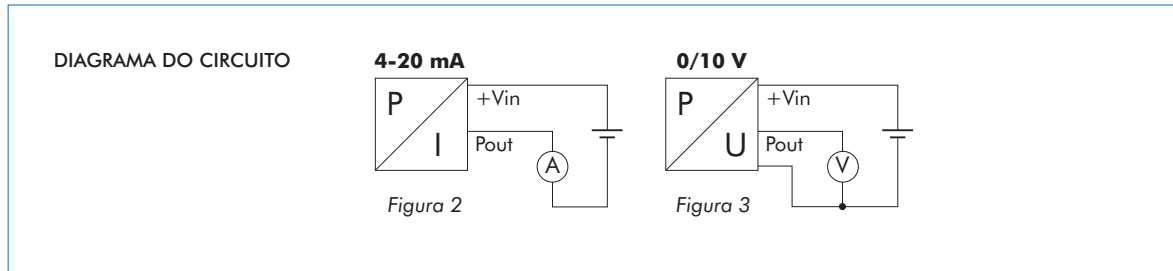 DIAGRAMA DO CIRCUITO
4-20 mA
P
I
+Vin
Pout
A
Figura 2
0/10 V
P
U
+Vin
Pout
V
Figura 3